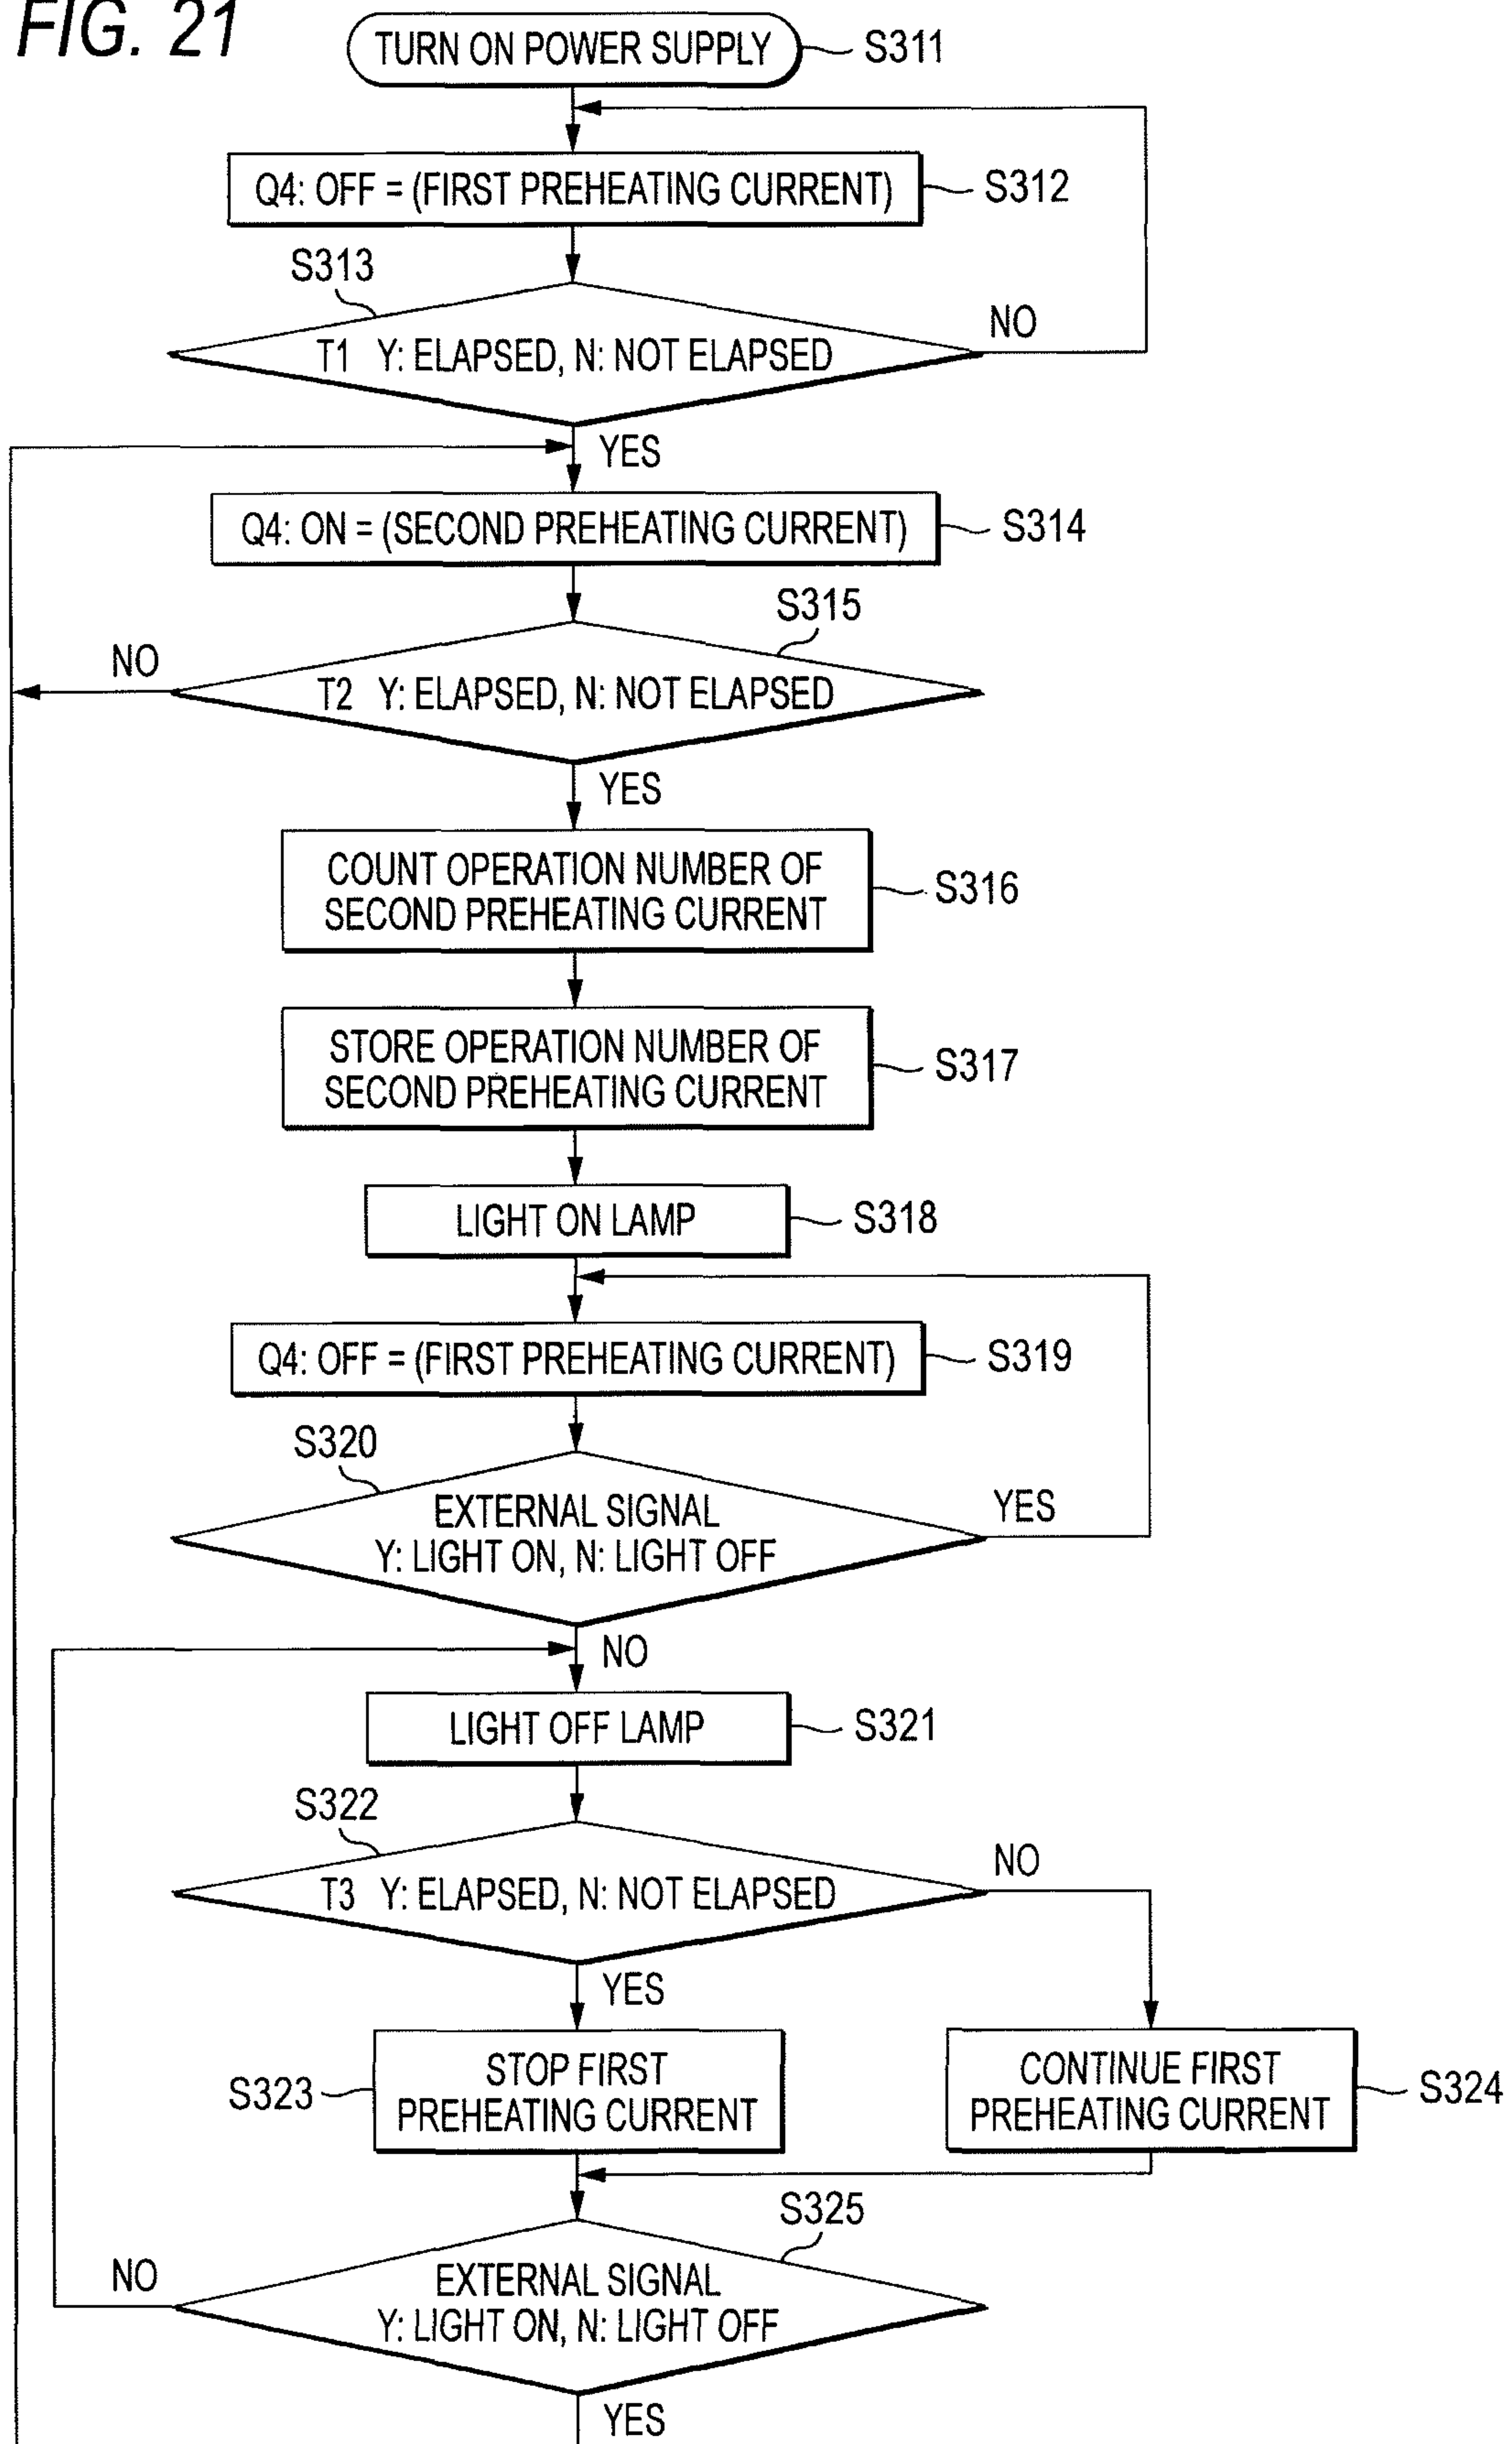 FIG. 21
TURN ON POWER SUPPLY
S311
Q4: OFF = (FIRST PREHEATING CURRENT)
S312
S313
T1 Y: ELAPSED, N: NOT ELAPSED
NO
YES
Q4: ON = (SECOND PREHEATING CURRENT)
S314
S315
NO
T2 Y: ELAPSED, N: NOT ELAPSED
YES
COUNT OPERATION NUMBER OF
SECOND PREHEATING CURRENT
S316
STORE OPERATION NUMBER OF
SECOND PREHEATING CURRENT
S317
LIGHT ON LAMP
S318
Q4: OFF = (FIRST PREHEATING CURRENT)
S319
S320
EXTERNAL SIGNAL
Y: LIGHT ON, N: LIGHT OFF
YES
NO
LIGHT OFF LAMP
S321
S322
T3 Y: ELAPSED, N: NOT ELAPSED
NO
YES
S323
STOP FIRST
PREHEATING CURRENT
CONTINUE FIRST
PREHEATING CURRENT
S324
S325
NO
EXTERNAL SIGNAL
Y: LIGHT ON, N: LIGHT OFF
YES